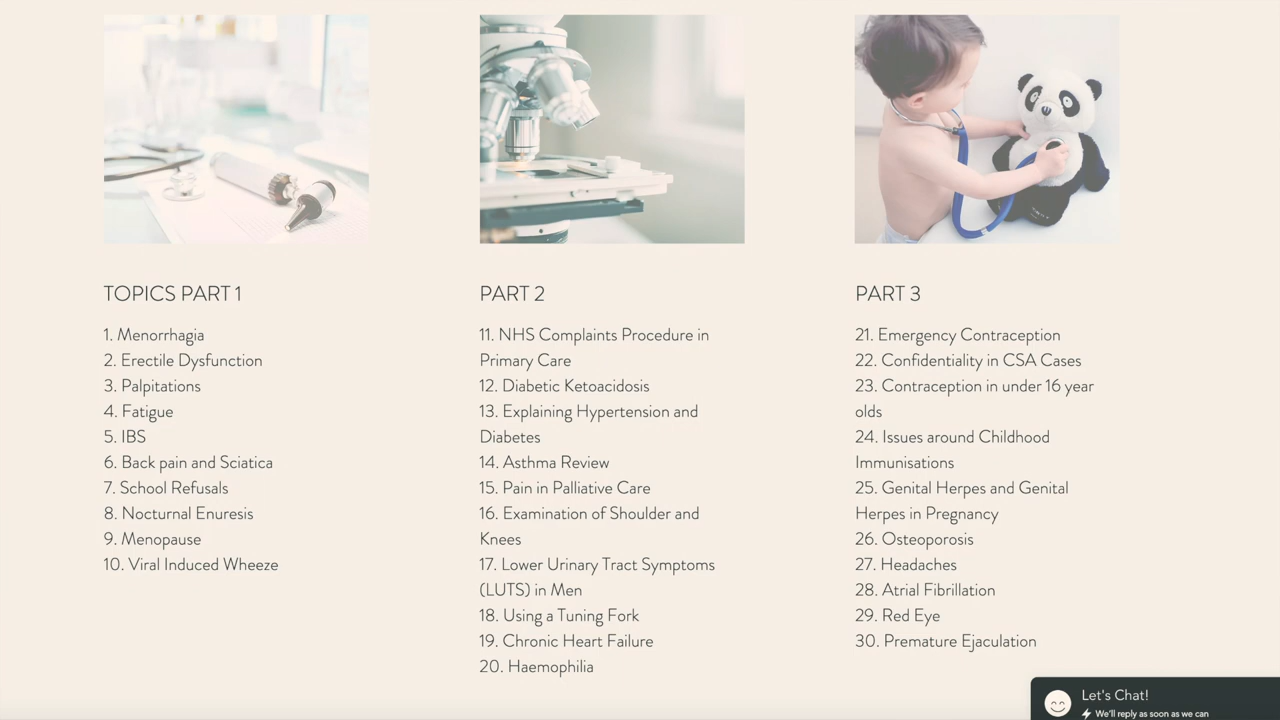 TOPICS PART 1
1. Menorrhagia
2. Erectile Dysfunction
3. Palpitations
4. Fatigue
5. IBS
6. Back pain and Sciatica
7. School Refusals
8. Nocturnal Enuresis
9. Menopause
10. Viral Induced Wheeze
PART 2
11. NHS Complaints Procedure in
Primary Care
12. Diabetic Ketoacidosis
13. Explaining Hypertension and
Diabetes
14. Asthma Review
15. Pain in Palliative Care
16. Examination of Shoulder and
Knees
17. Lower Urinary Tract Symptoms
(LUTS) in Men
18. Using a Tuning Fork
19. Chronic Heart Failure
20. Haemophilia
PART 3
21. Emergency Contraception
22. Confidentiality in CSA Cases
23. Contraception in under 16 year
olds
24. Issues around Childhood
Immunisations
25. Genital Herpes and Genital
Herpes in Pregnancy
26. Osteoporosis
27. Headaches
28. Atrial Fibrillation
29. Red Eye
30. Premature Ejaculation
Let's Chat!
We'll reply as soon as we can